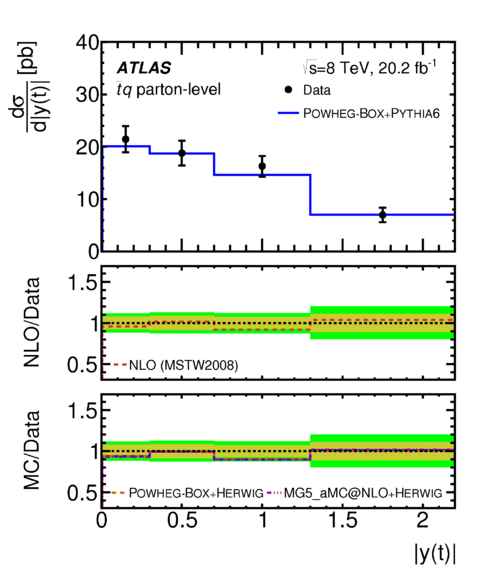 40
30
20
10
0
dσ
d|y(t)| [pb]
ATLAS
√s=8 TeV, 20.2 fb⁻¹
t̄q parton-level
Data
POWHEG-BOX+PYTHIA6
1.5
1
0.5
NLO/Data
NLO (MSTW2008)
1.5
1
0.5
MC/Data
POWHEG-BOX+HERWIG MG5_aMC@NLO+HERWIG
0 0.5 1 1.5 2
|y(t)|